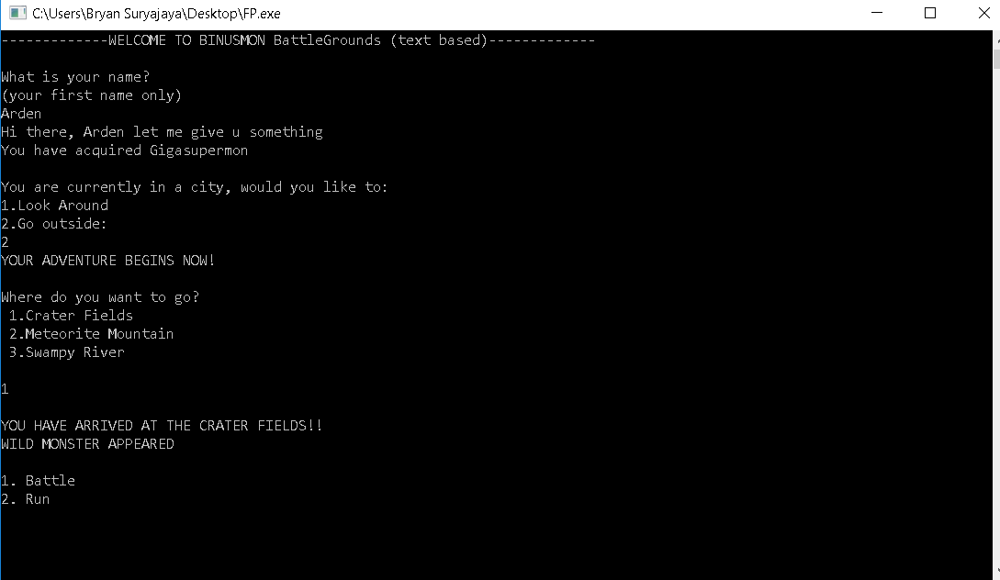 C:\Users\Bryan Suryajaya\Desktop\FP.exe
-------------WELCOME TO BINUSMON BattleGrounds (text based)-------------
What is your name?
(your first name only)
Arden
Hi there, Arden let me give u something
You have acquired Gigasupermon
You are currently in a city, would you like to:
1.Look Around
2.Go outside:
2
YOUR ADVENTURE BEGINS NOW!
Where do you want to go?
1.Crater Fields
2.Meteorite Mountain
3.Swampy River
1
YOU HAVE ARRIVED AT THE CRATER FIELDS!!
WILD MONSTER APPEARED
1. Battle
2. Run